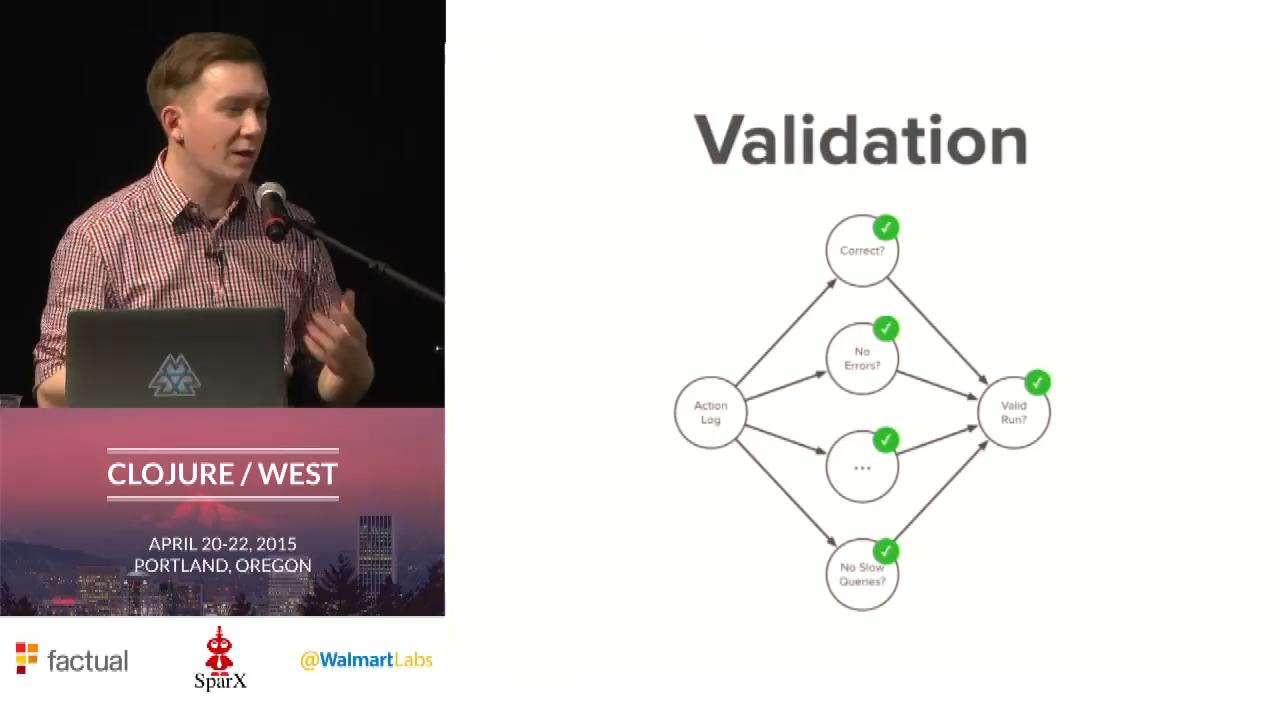 Validation
Correct?
No
Errors?
Action
Log
Valid
Run?
...
No Slow
Queries?
CLOJURE / WEST
APRIL 20-22, 2015
PORTLAND, OREGON
factual
SparX
@WalmartLabs